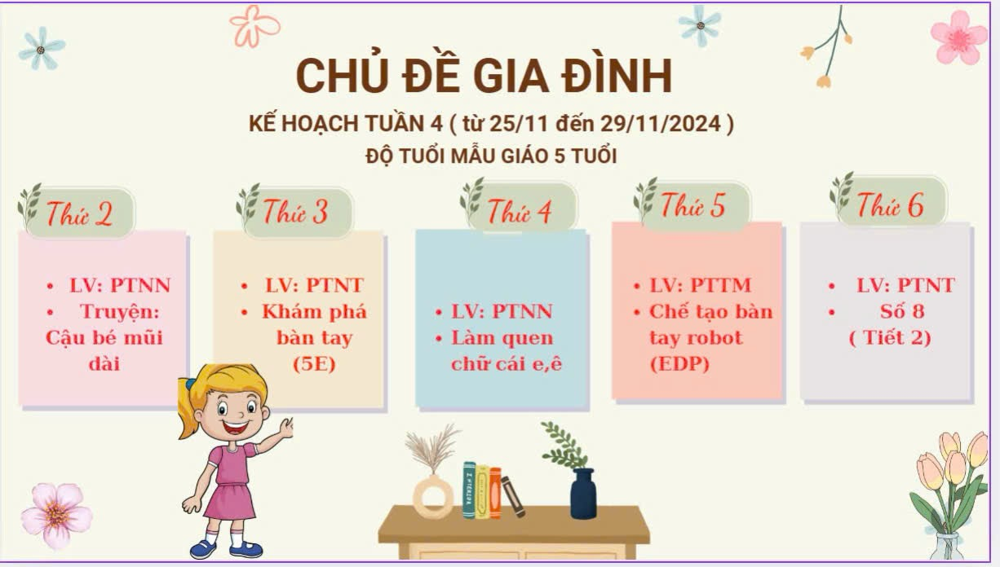 CHỦ ĐỀ GIA ĐÌNH
KẾ HOẠCH TUẦN 4 ( từ 25/11 đến 29/11/2024 )
ĐỘ TUỔI MẪU GIÁO 5 TUỔI
Thứ 2
• LV: PTNN
• Truyện:
Cậu bé mũi
dài
Thứ 3
• LV: PTNT
• Khám phá
bàn tay
(5E)
Thứ 4
• LV: PTNN
• Làm quen
chữ cái e,ê
Thứ 5
• LV: PTTM
• Chế tạo bàn
tay robot
(EDP)
Thứ 6
• LV: PTNT
• Số 8
( Tiết 2)